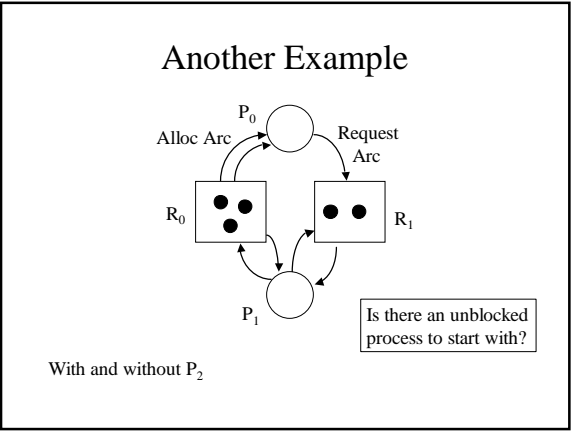 Another Example
P₀
Alloc Arc
Request
Arc
R₀
R₁
P₁
Is there an unblocked
process to start with?
With and without P₂